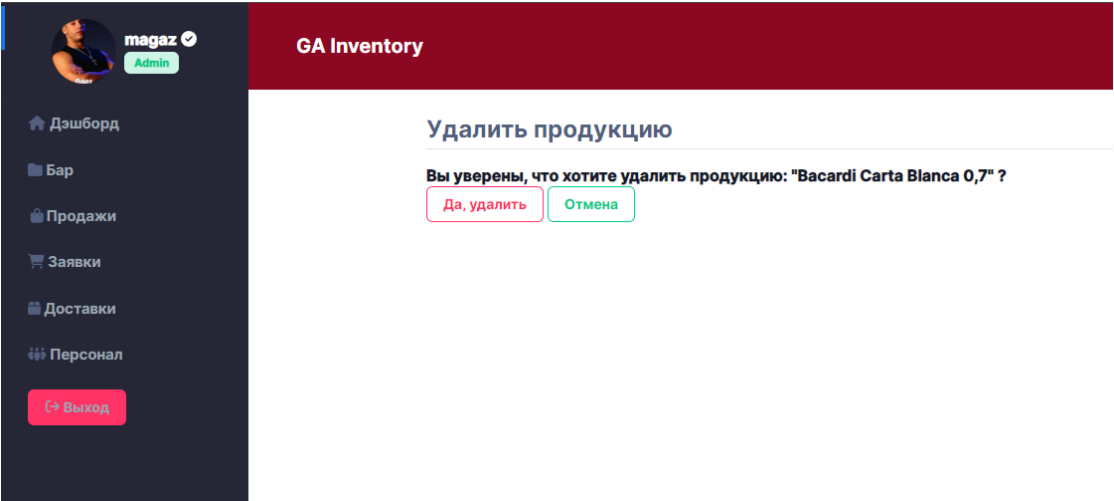 magaz
Admin
GA Inventory
Дэшборд
Бар
Продажи
Заявки
Доставки
Персонал
Выход
Удалить продукцию
Вы уверены, что хотите удалить продукцию: "Bacardi Carta Blanca 0,7" ?
Да, удалить Отмена